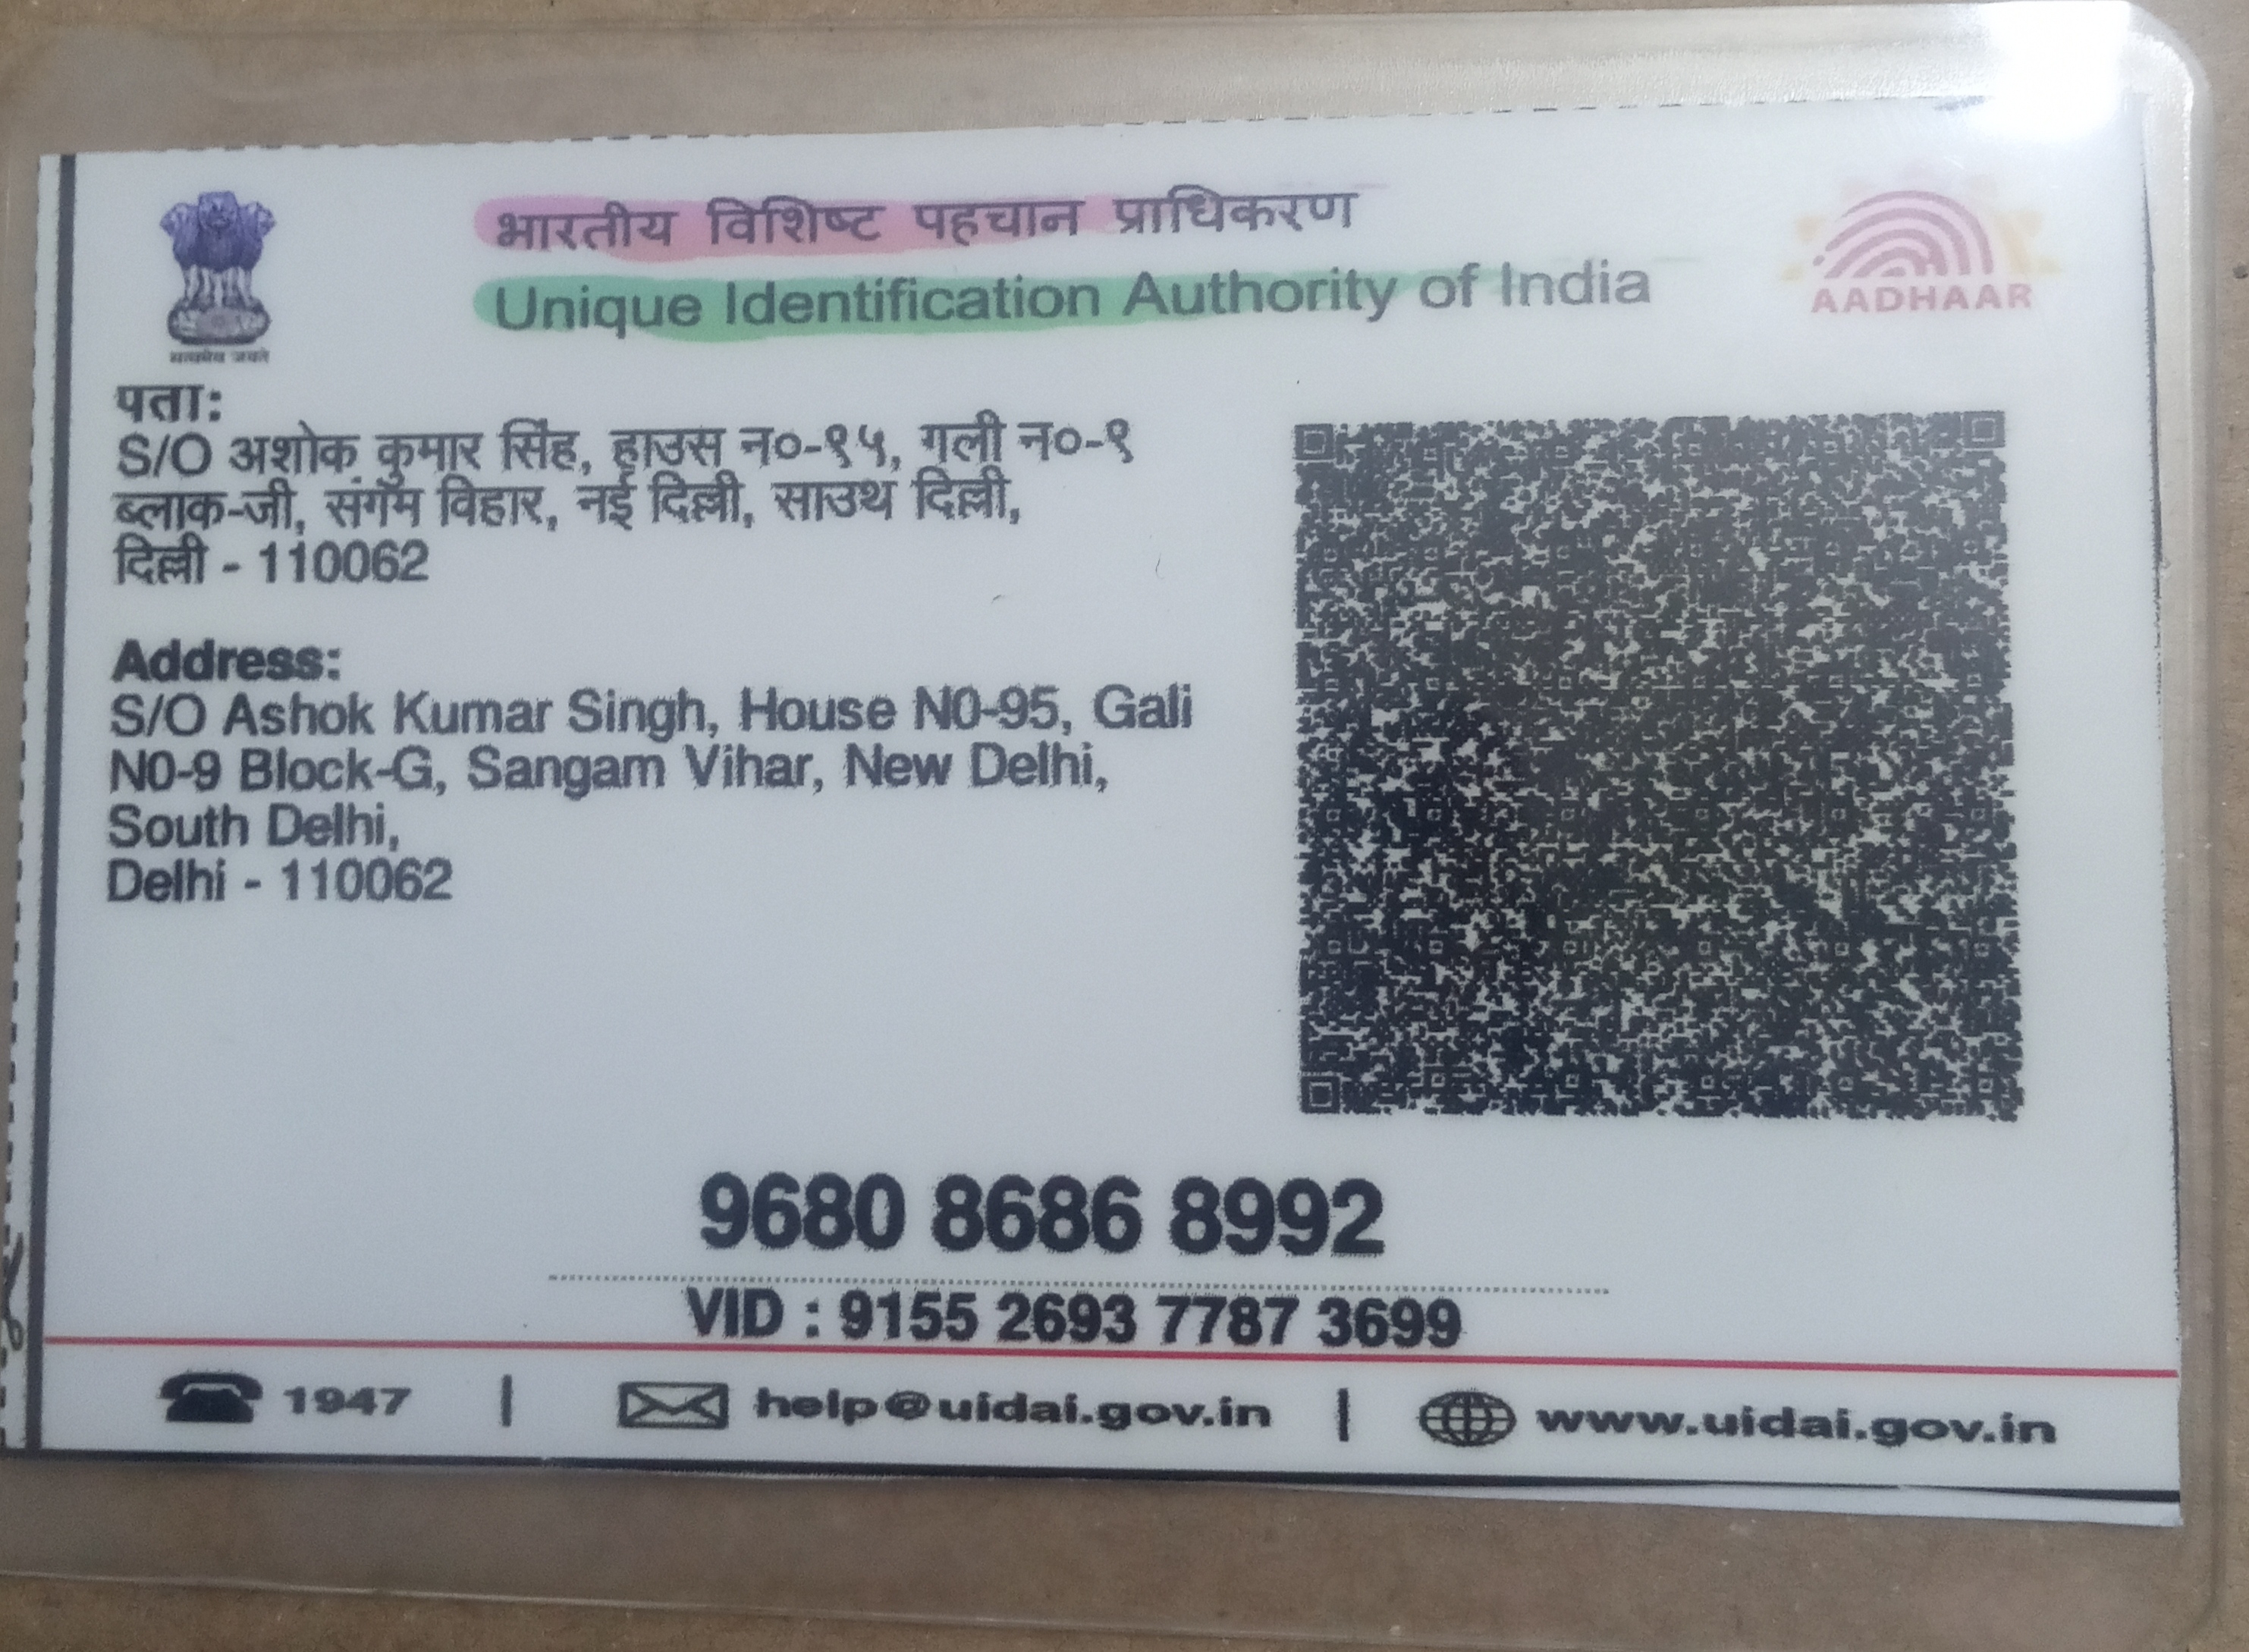 भारतीय विशिष्ट पहचान प्राधिकरण
Unique Identification Authority of India
AADHAAR
सत्यमेव जयते
पता:
S/O अशोक कुमार सिंह, हाउस न०-९५, गली न०-९
ब्लाक-जी, संगम विहार, नई दिल्ली, साउथ दिल्ली,
दिल्ली - 110062
Address:
S/O Ashok Kumar Singh, House N0-95, Gali
N0-9 Block-G, Sangam Vihar, New Delhi,
South Delhi,
Delhi - 110062
9680 8686 8992
VID : 9155 2693 7787 3699
1947 | help@uidai.gov.in | www.uidai.gov.in